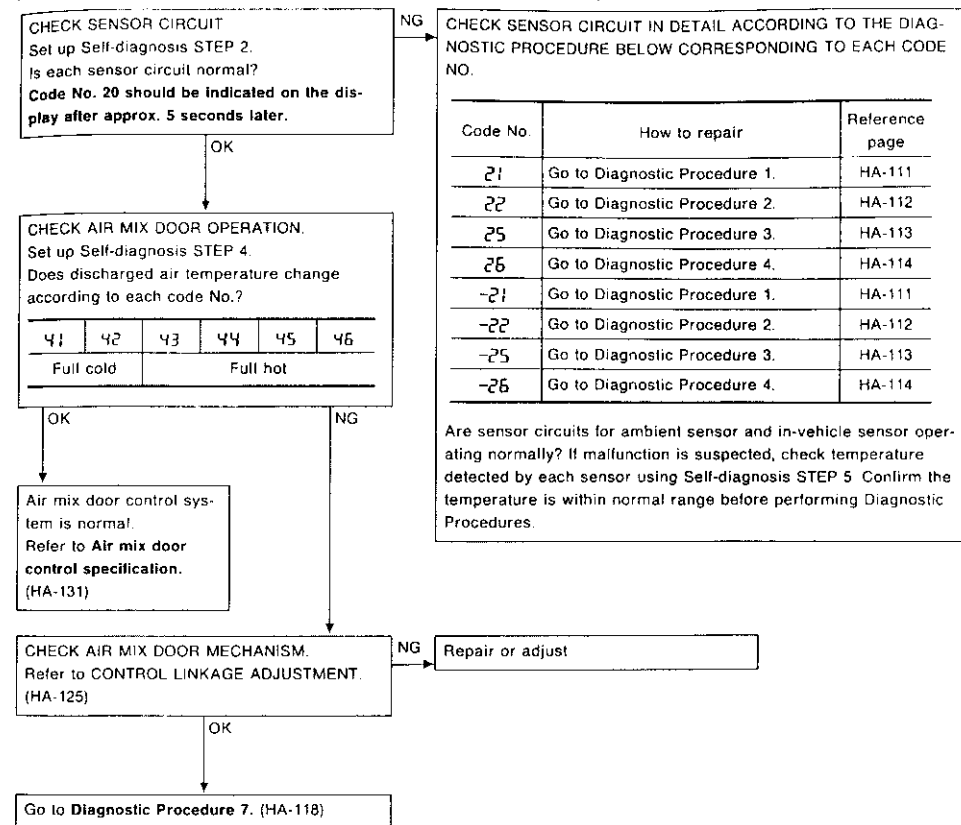 CHECK SENSOR CIRCUIT
Set up Self-diagnosis STEP 2.
Is each sensor circuit normal?
Code No. 20 should be indicated on the dis-
play after approx. 5 seconds later.
NG
OK
CHECK SENSOR CIRCUIT IN DETAIL ACCORDING TO THE DIAG-
NOSTIC PROCEDURE BELOW CORRESPONDING TO EACH CODE
NO.
Code No. How to repair Reference page
21 Go to Diagnostic Procedure 1. HA-111
22 Go to Diagnostic Procedure 2. HA-112
25 Go to Diagnostic Procedure 3. HA-113
26 Go to Diagnostic Procedure 4. HA-114
-21 Go to Diagnostic Procedure 1. HA-111
-22 Go to Diagnostic Procedure 2. HA-112
-25 Go to Diagnostic Procedure 3. HA-113
-26 Go to Diagnostic Procedure 4. HA-114
Are sensor circuits for ambient sensor and in-vehicle sensor oper-
ating normally? If malfunction is suspected, check temperature
detected by each sensor using Self-diagnosis STEP 5 Confirm the
temperature is within normal range before performing Diagnostic
Procedures.
CHECK AIR MIX DOOR OPERATION.
Set up Self-diagnosis STEP 4.
Does discharged air temperature change
according to each code No.?
41 42 43 44 45 46
Full cold Full hot
OK
NG
Air mix door control sys-
tem is normal.
Refer to Air mix door
control specification.
(HA-131)
CHECK AIR MIX DOOR MECHANISM.
Refer to CONTROL LINKAGE ADJUSTMENT.
(HA-125)
NG
Repair or adjust
OK
Go to Diagnostic Procedure 7. (HA-118)